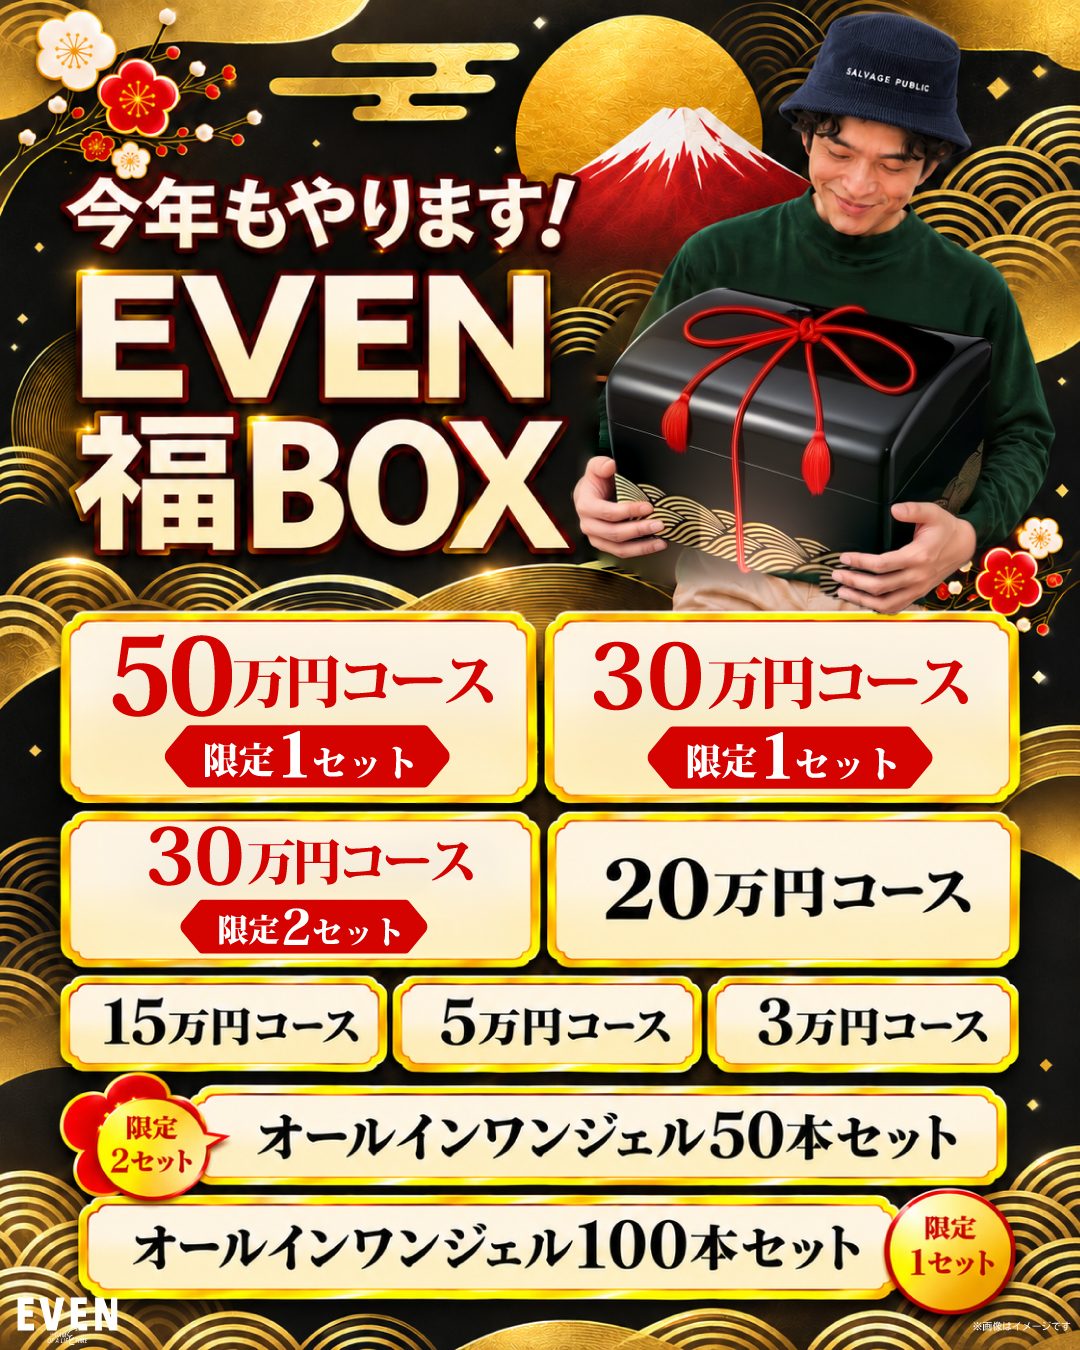 SALVAGE PUBLIC
今年もやります!
EVEN
福BOX
50万円コース
限定1セット
30万円コース
限定1セット
30万円コース
限定2セット
20万円コース
15万円コース
5万円コース
3万円コース
限定
2セット
オールインワンジェル50本セット
オールインワンジェル100本セット
限定
1セット
EVEN
※画像はイメージです